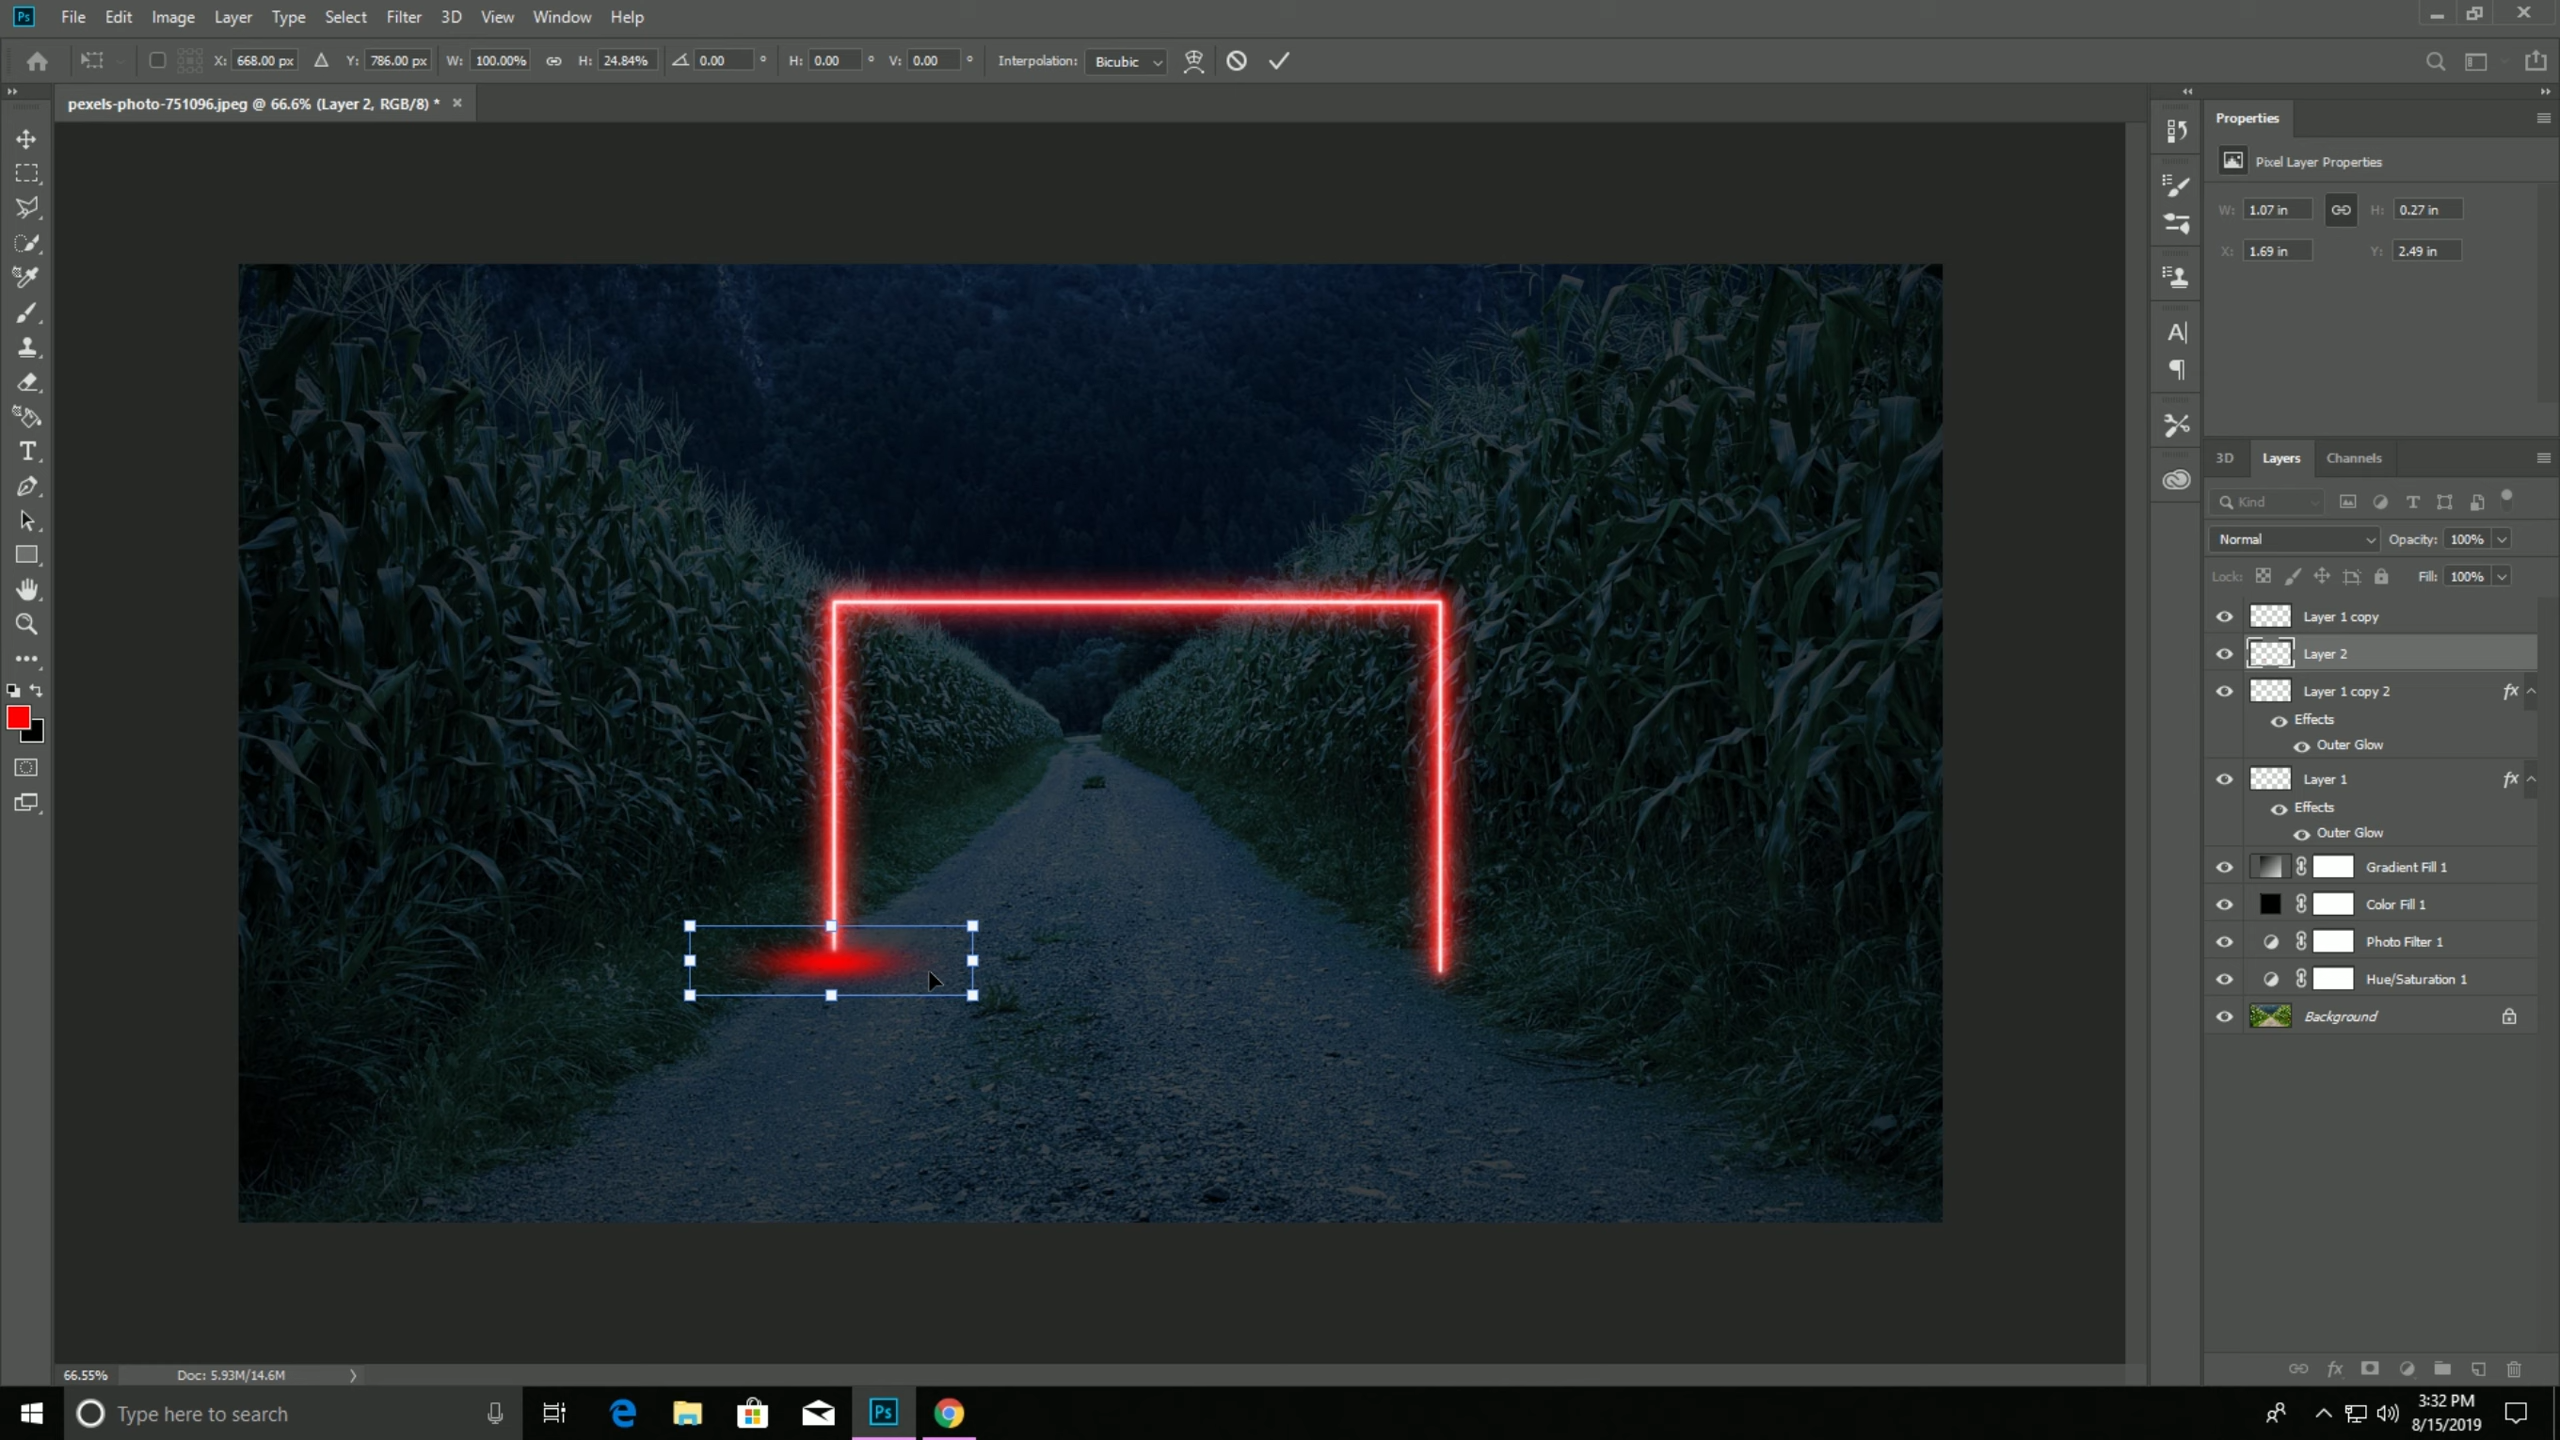 Ps File Edit Image Layer Type Select Filter 3D View Window Help
X: 668.00 px Y: 786.00 px W: 100.00% H: 24.84% 0.00 ° H: 0.00 ° V: 0.00 ° Interpolation: Bicubic
pexels-photo-751096.jpeg @ 66.6% (Layer 2, RGB/8) * ×
Properties
Pixel Layer Properties
W: 1.07 in H: 0.27 in
X: 1.69 in Y: 2.49 in
3D Layers Channels
Kind
Normal Opacity: 100%
Lock: Fill: 100%
Layer 1 copy
Layer 2
Layer 1 copy 2 fx
Effects
Outer Glow
Layer 1 fx
Effects
Outer Glow
Gradient Fill 1
Color Fill 1
Photo Filter 1
Hue/Saturation 1
Background
66.55% Doc: 5.93M/14.6M
Type here to search
Ps
3:32 PM
8/15/2019